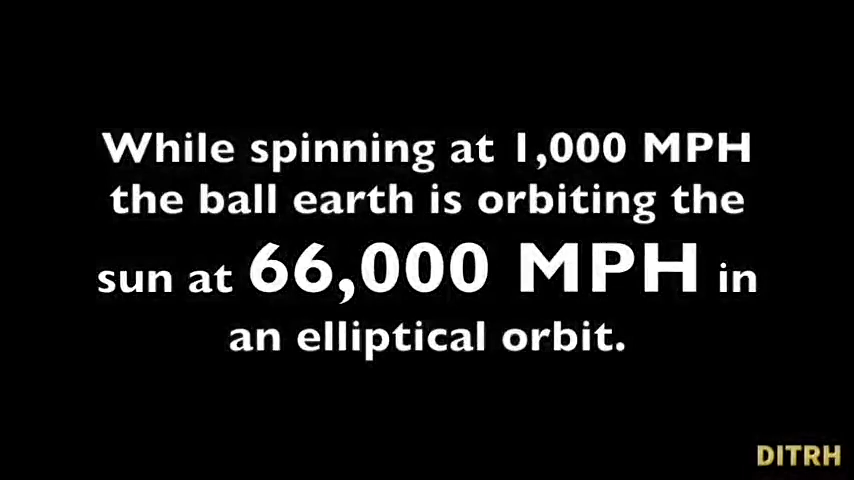 While spinning at 1,000 MPH
the ball earth is orbiting the
sun at 66,000 MPH in
an elliptical orbit.
DITRH